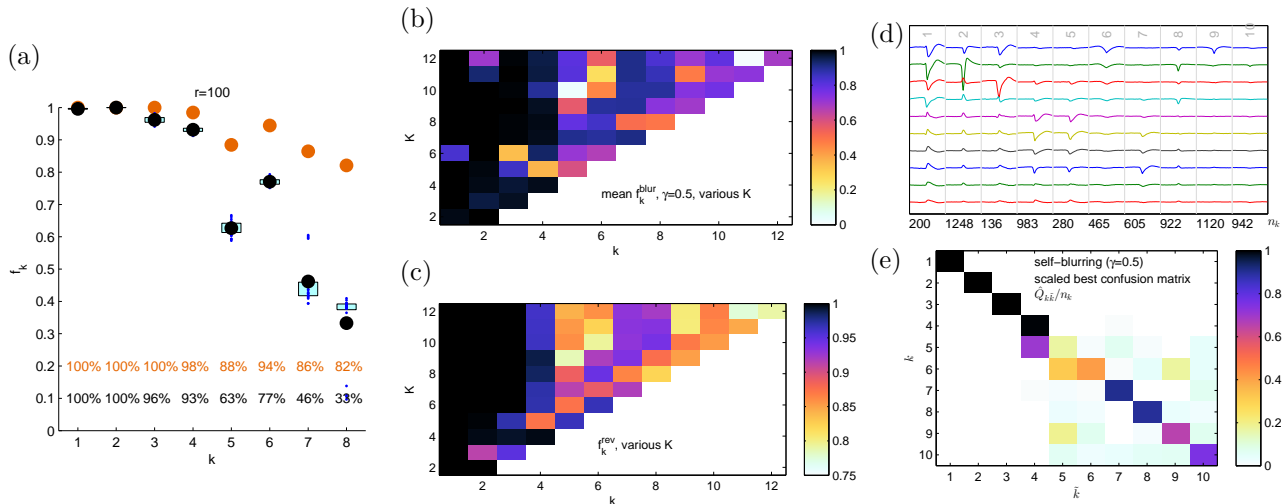 (a)
r=100
1
0.9
0.8
0.7
0.6
0.5
0.4
0.3
0.2
0.1
0
f_k
100% 100% 100% 98% 88% 94% 86% 82%
100% 100% 96% 93% 63% 77% 46% 33%
1 2 3 4 5 6 7 8
k
(b)
12
10
8
6
4
2
K
mean f_k^blur, γ=0.5, various K
2 4 6 8 10 12
k
1
0.8
0.6
0.4
0.2
0
(c)
12
10
8
6
4
2
K
f_k^rev, various K
2 4 6 8 10 12
k
1
0.95
0.9
0.85
0.8
0.75
(d)
1 2 3 4 5 6 7 8 9 10
200 1248 136 983 280 465 605 922 1120 942 n_k
(e)
self−blurring (γ=0.5)
scaled best confusion matrix
Q̂_{kk̃}/n_k
1
2
3
4
5
6
7
8
9
10
k
1 2 3 4 5 6 7 8 9 10
k̃
1
0.8
0.6
0.4
0.2
0